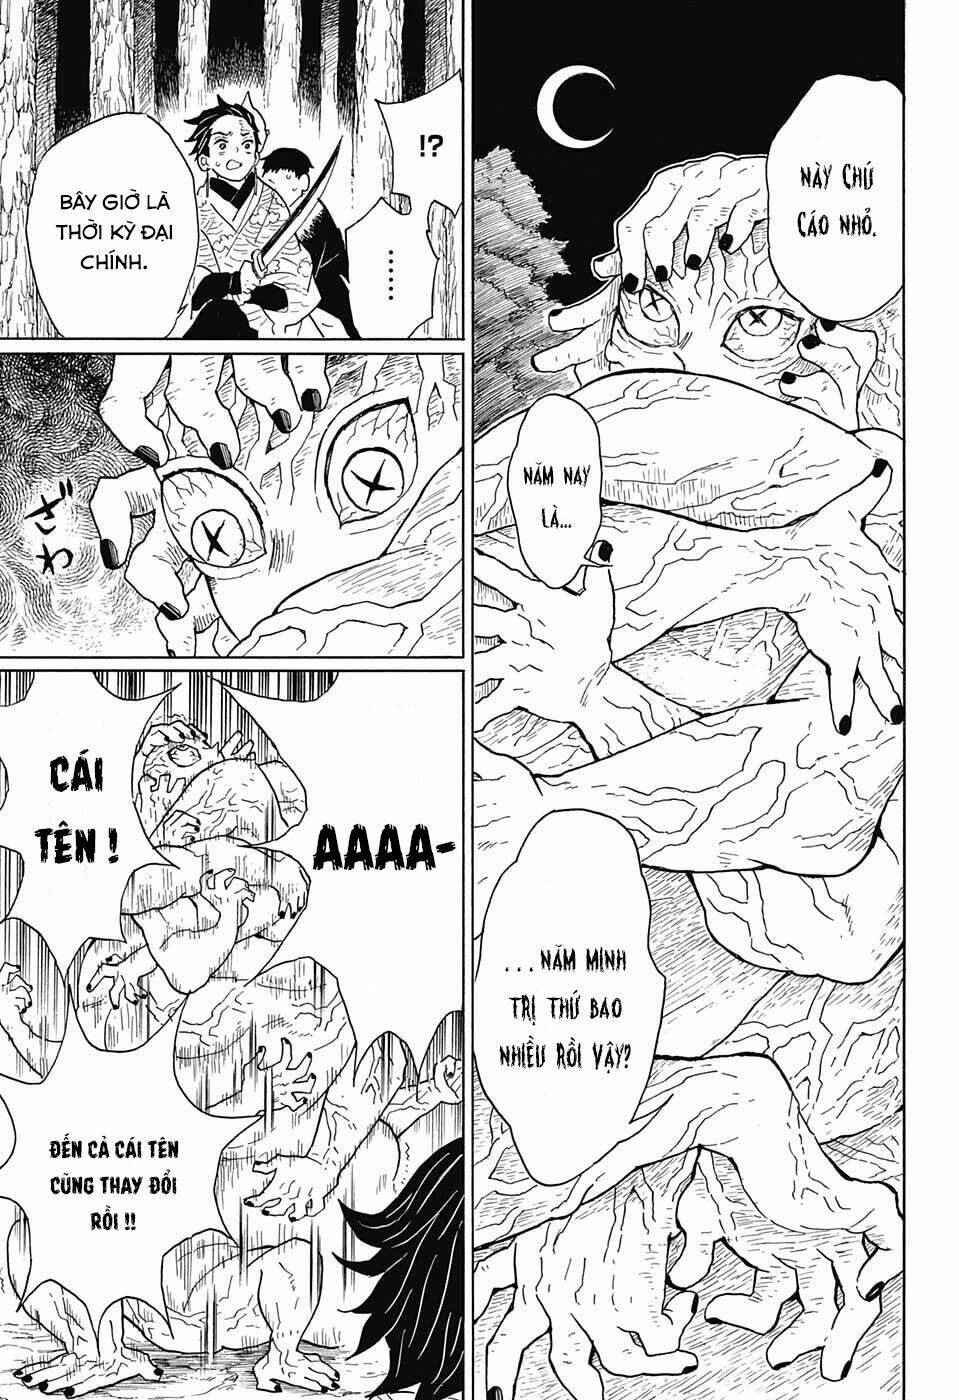 NÀY CHÚ
CÁO NHỎ.
NĂM NAY
LÀ...
...NĂM MINH
TRỊ THỨ BAO
NHIÊU RỒI VẬY?
!?
......
BÂY GIỜ LÀ
THỜI KỲ ĐẠI
CHÍNH.
ざわ
AAAA-
CÁI
TÊN !
ĐẾN CẢ CÁI TÊN
CŨNG THAY ĐỔI
RỒI !!